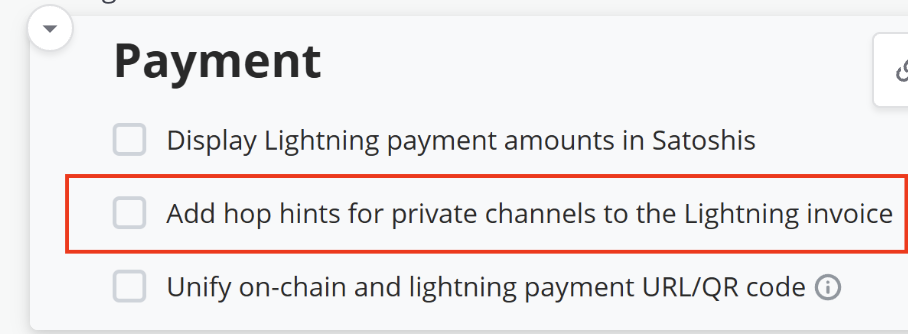 Payment
Display Lightning payment amounts in Satoshis
Add hop hints for private channels to the Lightning invoice
Unify on-chain and lightning payment URL/QR code